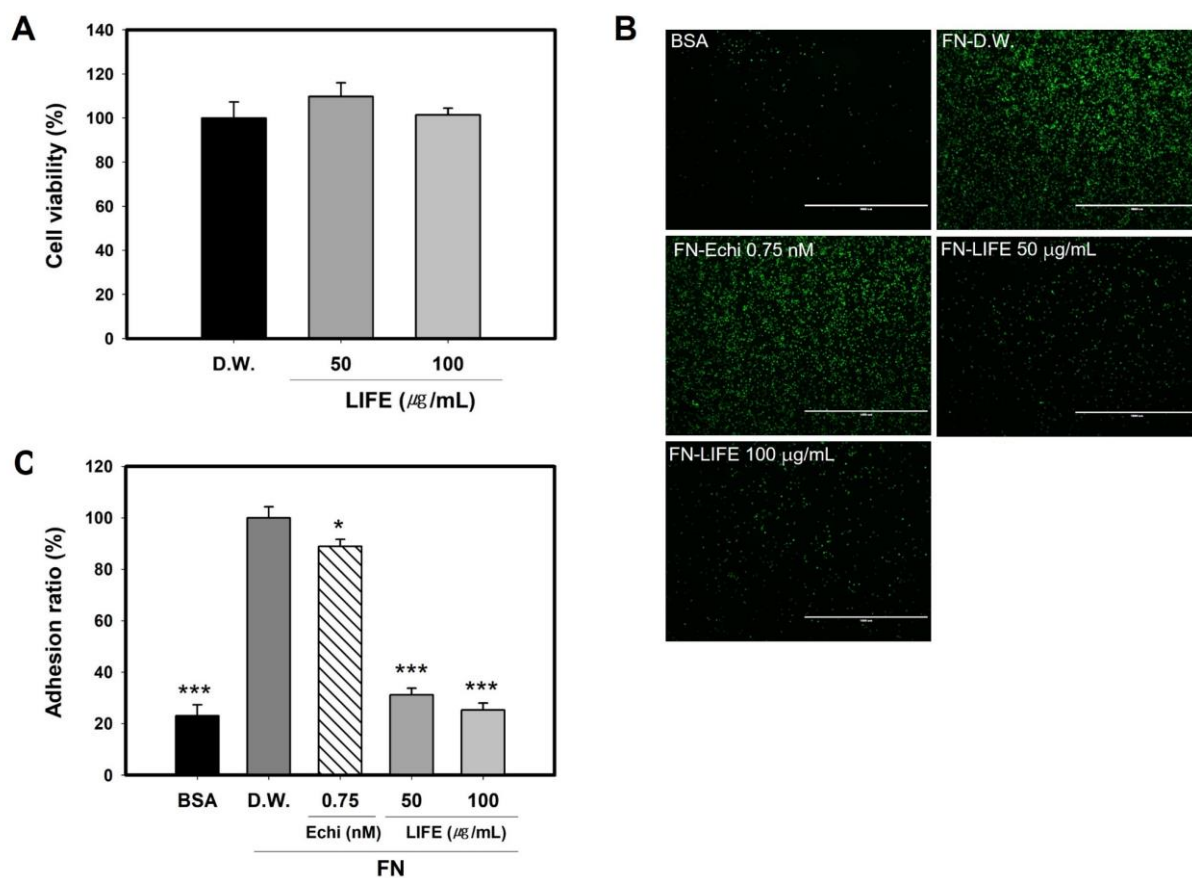 A
140
120
100
80
60
40
20
0
Cell viability (%)
D.W.
50
100
LIFE (㎍/mL)
B
BSA
FN-D.W.
FN-Echi 0.75 nM
FN-LIFE 50 μg/mL
FN-LIFE 100 μg/mL
C
120
100
80
60
40
20
0
Adhesion ratio (%)
***
*
***
***
BSA
D.W.
0.75
50
100
Echi (nM)
LIFE (㎍/mL)
FN